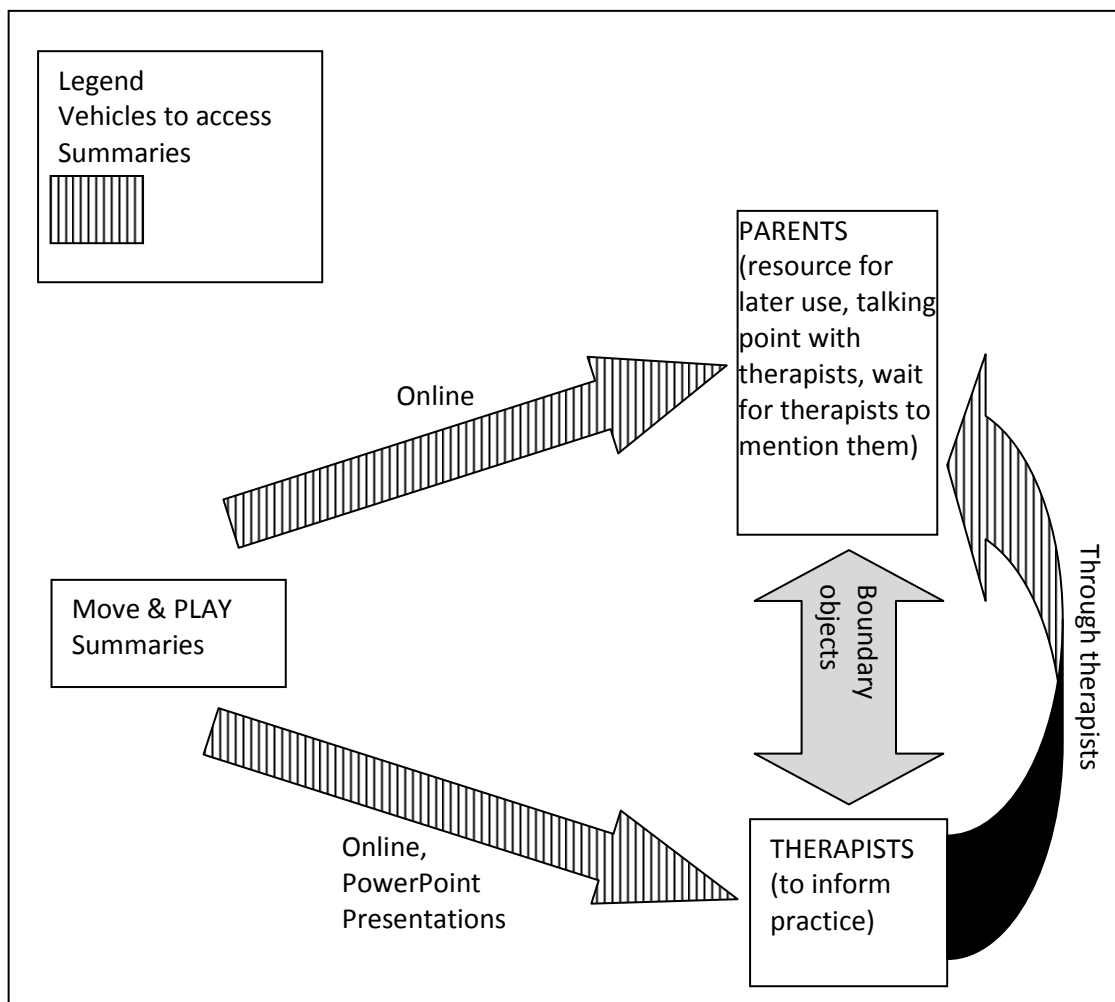 Legend
Vehicles to access
Summaries
PARENTS
(resource for
later use, talking
point with
therapists, wait
for therapists to
mention them)
Online
Move & PLAY
Summaries
Boundary
objects
Through therapists
Online,
PowerPoint
Presentations
THERAPISTS
(to inform
practice)